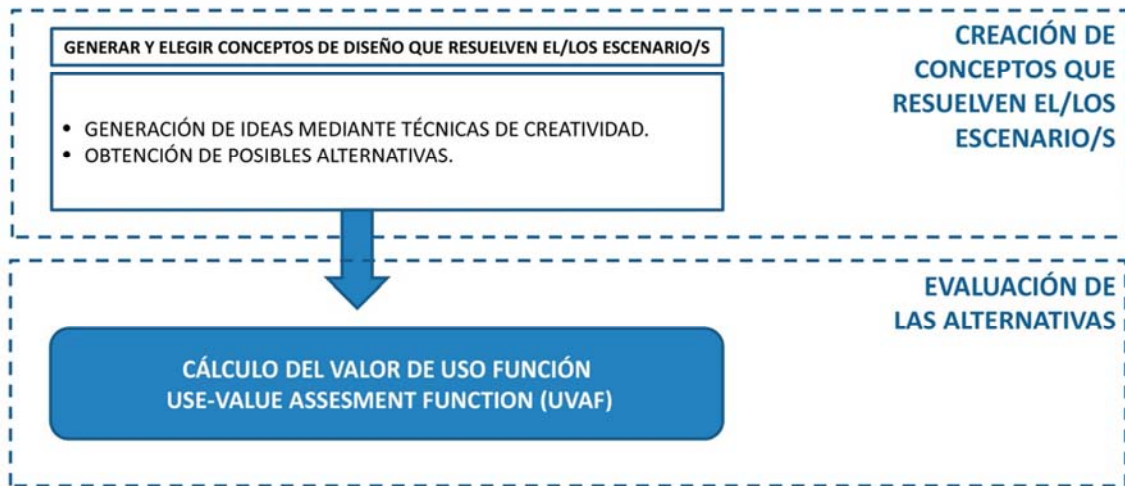 GENERAR Y ELEGIR CONCEPTOS DE DISEÑO QUE RESUELVEN EL/LOS ESCENARIO/S
• GENERACIÓN DE IDEAS MEDIANTE TÉCNICAS DE CREATIVIDAD.
• OBTENCIÓN DE POSIBLES ALTERNATIVAS.
CREACIÓN DE
CONCEPTOS QUE
RESUELVEN EL/LOS
ESCENARIO/S
EVALUACIÓN DE
LAS ALTERNATIVAS
CÁLCULO DEL VALOR DE USO FUNCIÓN
USE-VALUE ASSESMENT FUNCTION (UVAF)